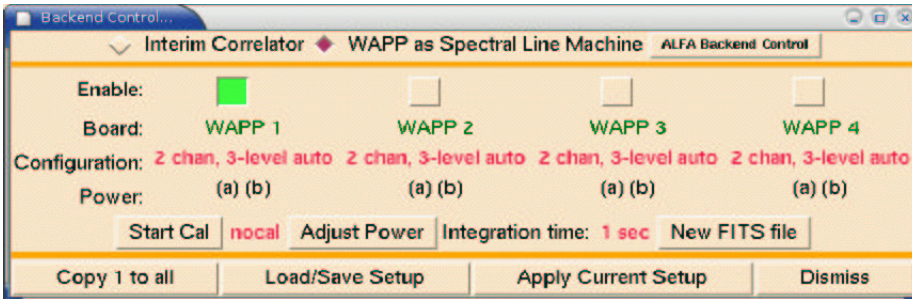 Backend Control...
Interim Correlator WAPP as Spectral Line Machine ALFA Backend Control
Enable:
Board: WAPP 1 WAPP 2 WAPP 3 WAPP 4
Configuration: 2 chan, 3-level auto 2 chan, 3-level auto 2 chan, 3-level auto 2 chan, 3-level auto
Power: (a) (b) (a) (b) (a) (b) (a) (b)
Start Cal nocal Adjust Power Integration time: 1 sec New FITS file
Copy 1 to all Load/Save Setup Apply Current Setup Dismiss